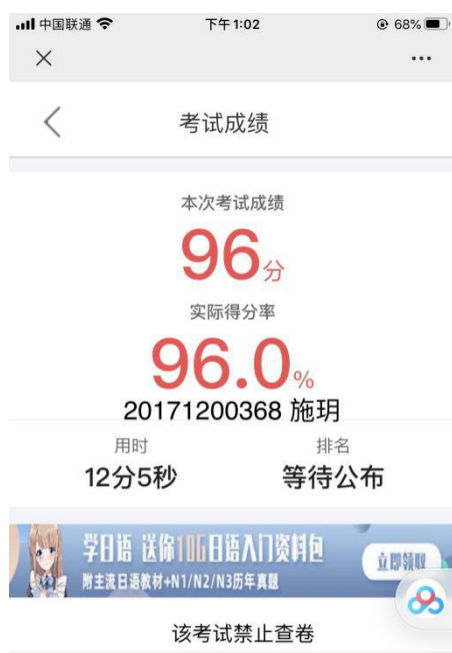 中国联通 下午1:02 68%
考试成绩
本次考试成绩
96分
实际得分率
96.0%
20171200368 施玥
用时 排名
12分5秒 等待公布
学日语 送你10G日语入门资料包
附主流日语教材+N1/N2/N3历年真题
立即领取
该考试禁止查卷